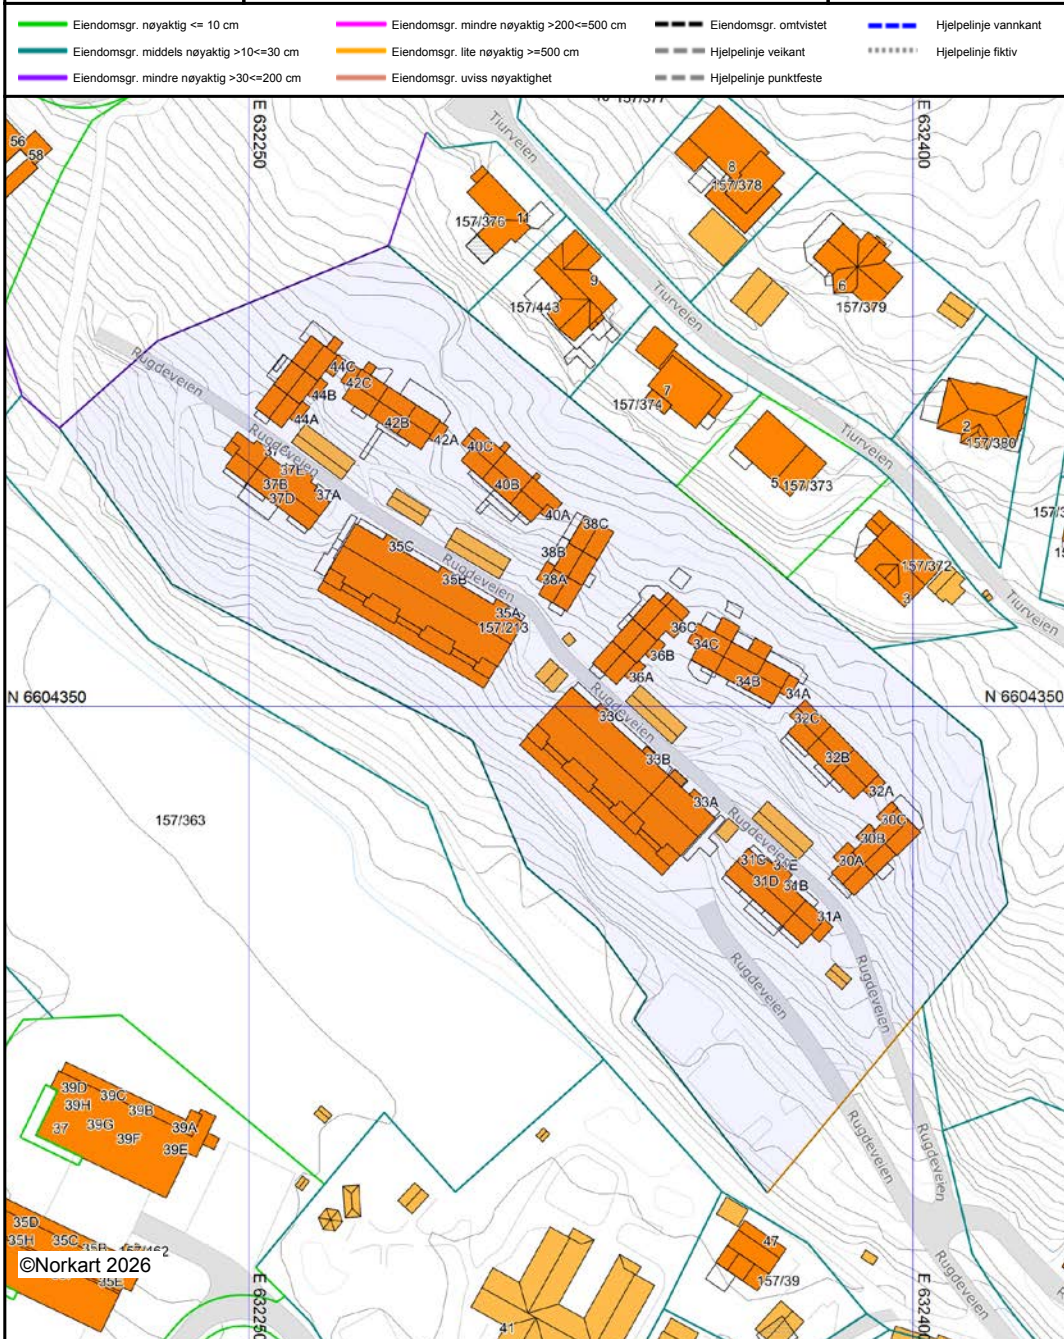 Eiendomsgr. nøyaktig <= 10 cm
Eiendomsgr. mindre nøyaktig >200<=500 cm
Eiendomsgr. omtvistet
Hjelpelinje vannkant
Eiendomsgr. middels nøyaktig >10<=30 cm
Eiendomsgr. lite nøyaktig >=500 cm
Hjelpelinje veikant
Hjelpelinje fiktiv
Eiendomsgr. mindre nøyaktig >30<=200 cm
Eiendomsgr. uviss nøyaktighet
Hjelpelinje punktfeste
E 632250
E 632400
157/377
Tiurveien
56
58
8
157/378
157/376
11
9
157/443
6
157/379
Tiurveien
Rugdeveien
44C
42C
44B
44A
42B
42A
7
157/374
2
157/380
Tiurveien
Rugdeveien
40C
37E
37B
37D
37A
40B
40A
5
157/373
38C
38B
38A
35C
35B
35A
Rugdeveien
157/213
157/372
3
Tiurveien
36C
36B
36A
34C
34B
34A
N 6604350
N 6604350
Rugdeveien
33C
33B
33A
32C
32B
32A
157/363
Rugdeveien
30C
30B
30A
31C
31E
31D
31B
31A
Rugdeveien
Rugdeveien
39D
39C
39H
39B
37
39G
39F
39A
39E
Rugdeveien
Rugdeveien
35D
35H
35C
35B
157/462
35E
©Norkart 2026
47
157/39
Rugdeveien
41
E 632250
E 632400